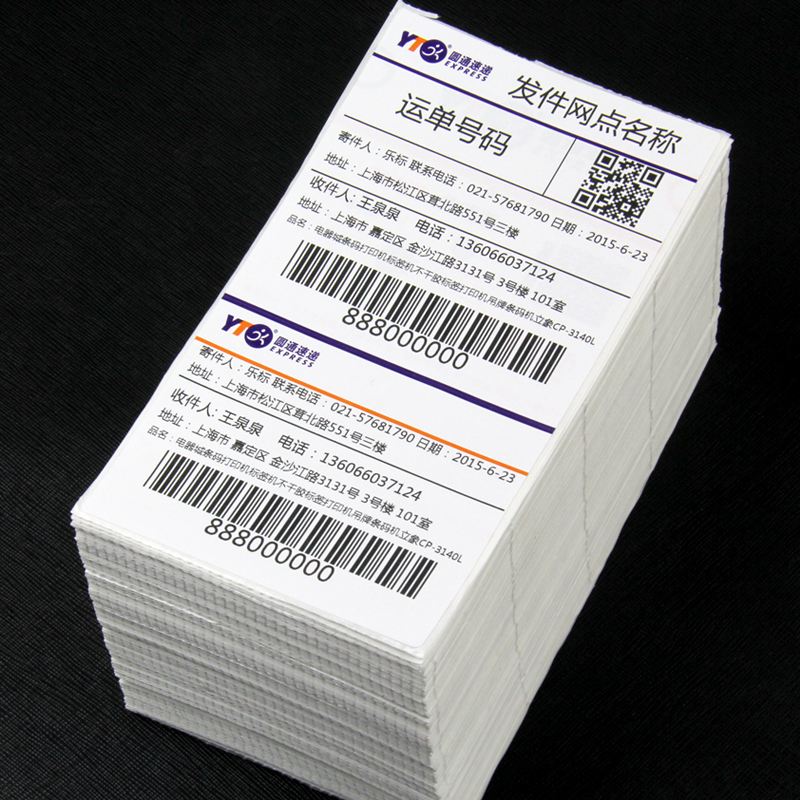 YTO 圆通速递
EXPRESS
发件网点名称
运单号码
寄件人：乐标 联系电话：021-57681790 日期：2015-6-23
地址：上海市松江区茸北路551号三楼
收件人: 王泉泉 电话：136066037124
地址：上海市 嘉定区 金沙江路3131号 3号楼 101室
品名：电器城条码打印机标签机不干胶标签打印机吊牌条码机立象CP-3140L
888000000
YTO 圆通速递
EXPRESS
寄件人：乐标 联系电话：021-57681790 日期：2015-6-23
地址：上海市松江区茸北路551号三楼
收件人: 王泉泉 电话：136066037124
地址：上海市 嘉定区 金沙江路3131号 3号楼 101室
品名：电器城条码打印机标签机不干胶标签打印机吊牌条码机立象CP-3140L
888000000